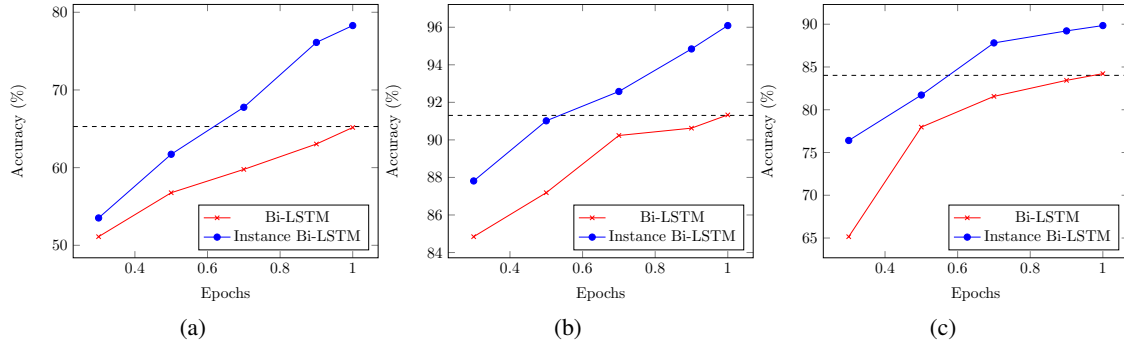 80
70
60
50
0.4
0.6
0.8
1
Accuracy (%)
Epochs
Bi-LSTM
Instance Bi-LSTM
(a)
96
94
92
90
88
86
84
0.4
0.6
0.8
1
Accuracy (%)
Epochs
Bi-LSTM
Instance Bi-LSTM
(b)
90
85
80
75
70
65
0.4
0.6
0.8
1
Accuracy (%)
Epochs
Bi-LSTM
Instance Bi-LSTM
(c)